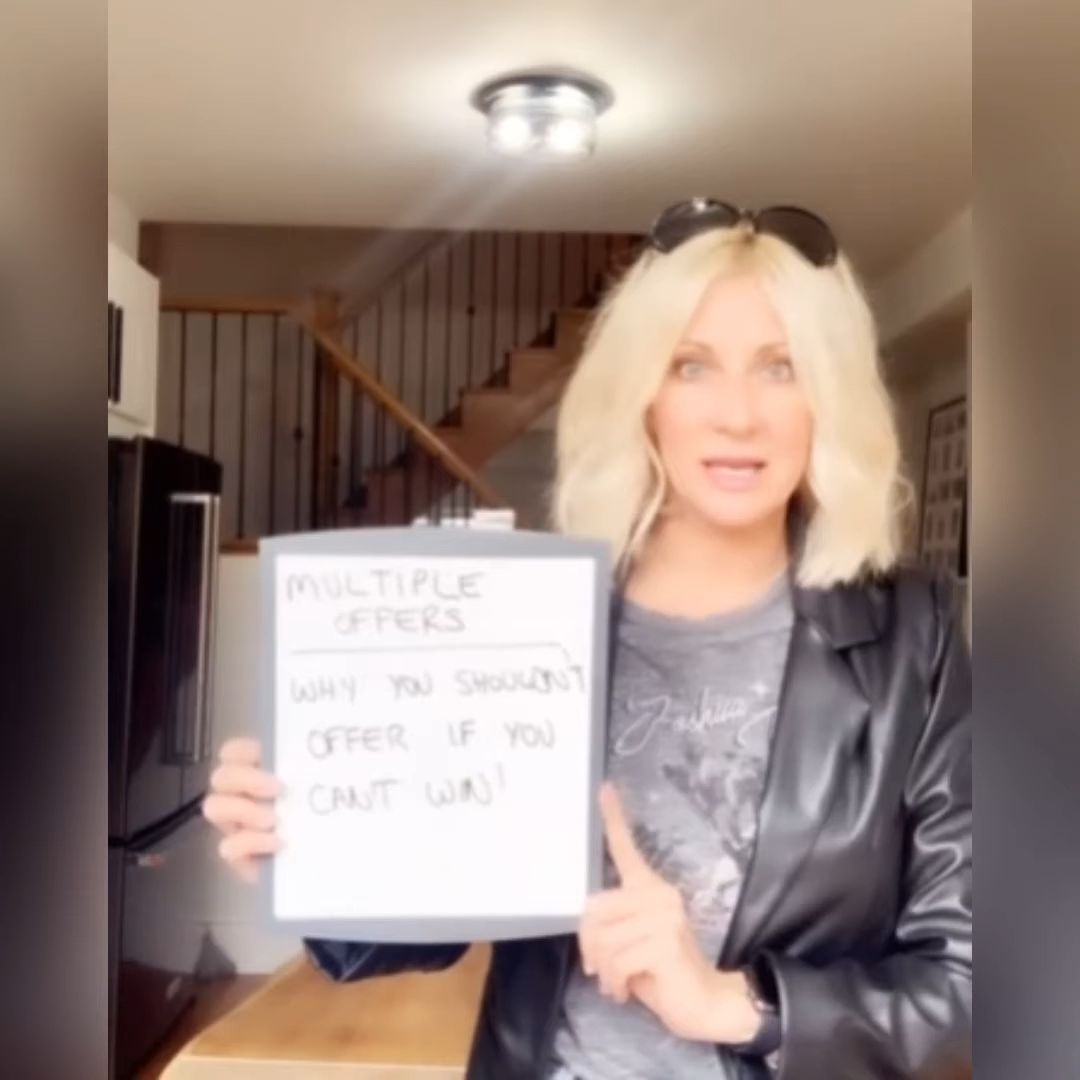 MULTIPLE
OFFERS
WHY YOU SHOULDN'T
OFFER IF YOU
CAN'T WIN!